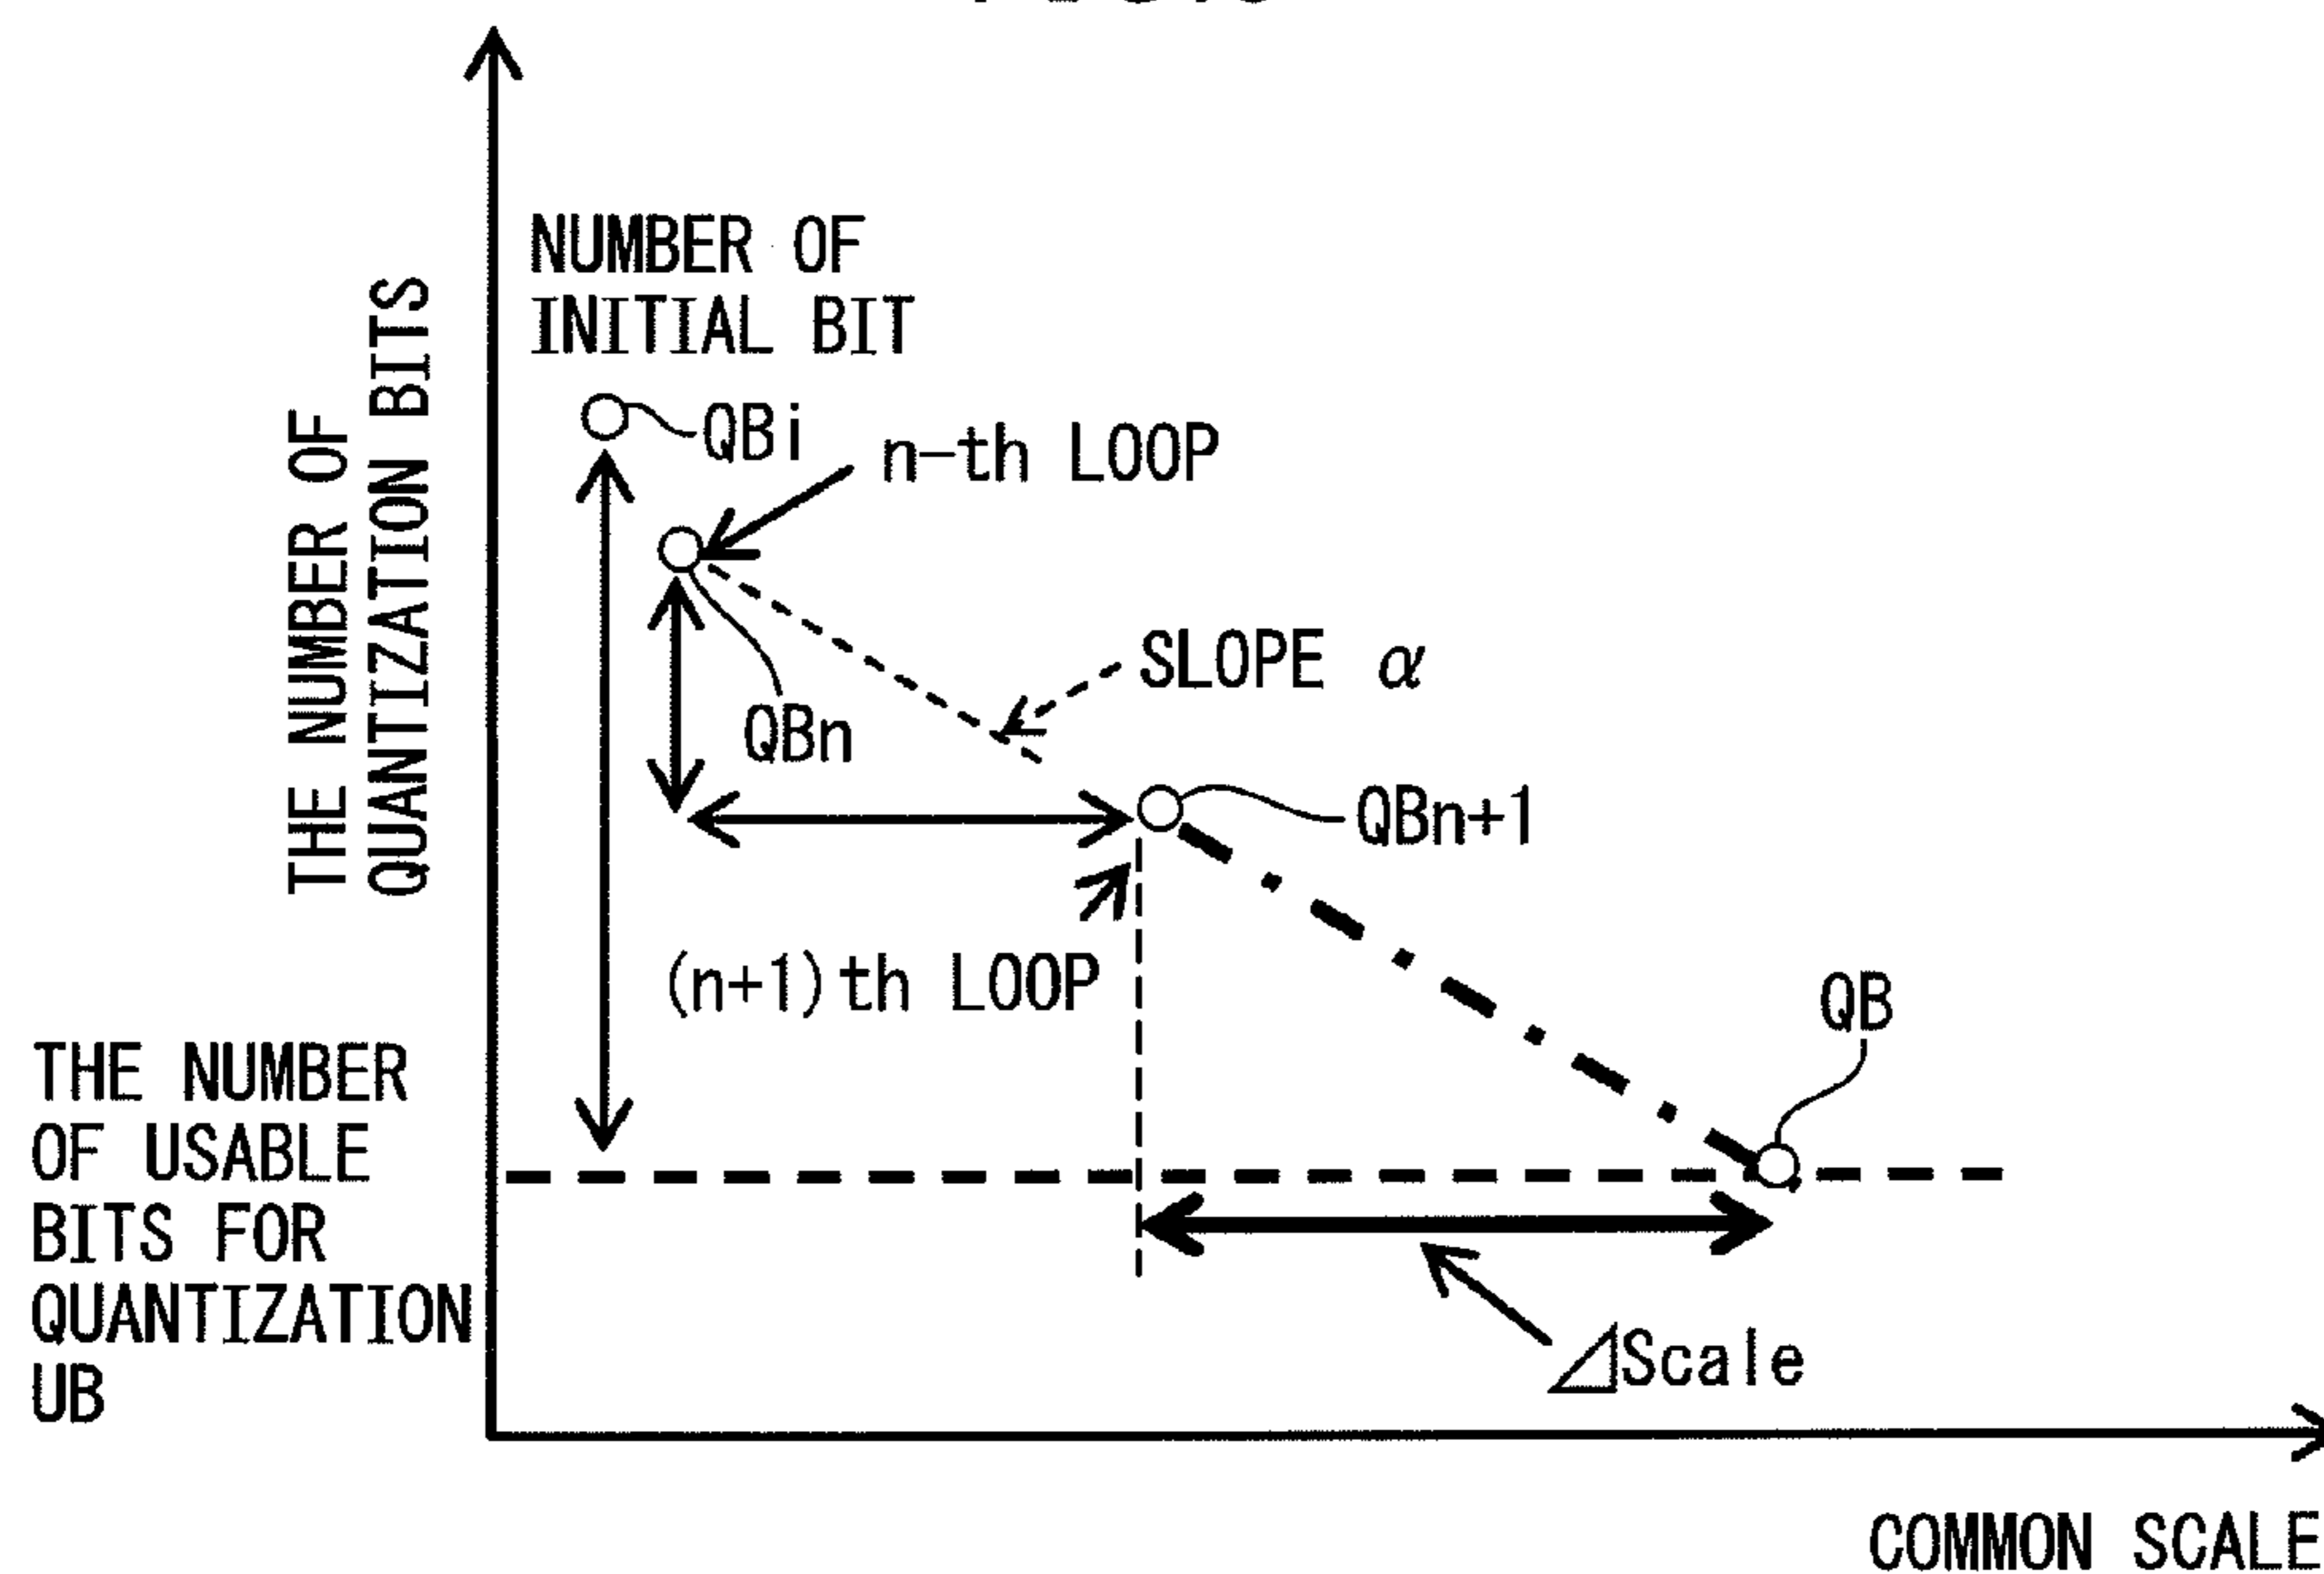 NUMBER OF
INITIAL BIT
THE NUMBER OF
QUANTIZATION BITS
QBi
n-th LOOP
SLOPE α
QBn
QBn+1
(n+1)th LOOP
QB
THE NUMBER
OF USABLE
BITS FOR
QUANTIZATION
UB
⊿Scale
COMMON SCALE